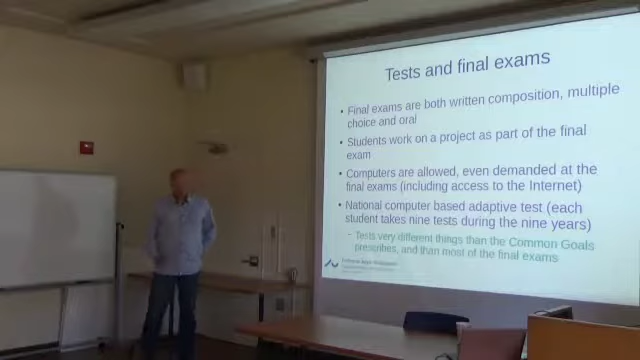 Tests and final exams
• Final exams are both written composition, multiple
choice and oral
• Students work on a project as part of the final
exam
• Computers are allowed, even demanded at the
final exams (including access to the Internet)
• National computer based adaptive test (each
student takes nine tests during the nine years)
– Tests very different things than the Common Goals
prescribes, and than most of the final exams